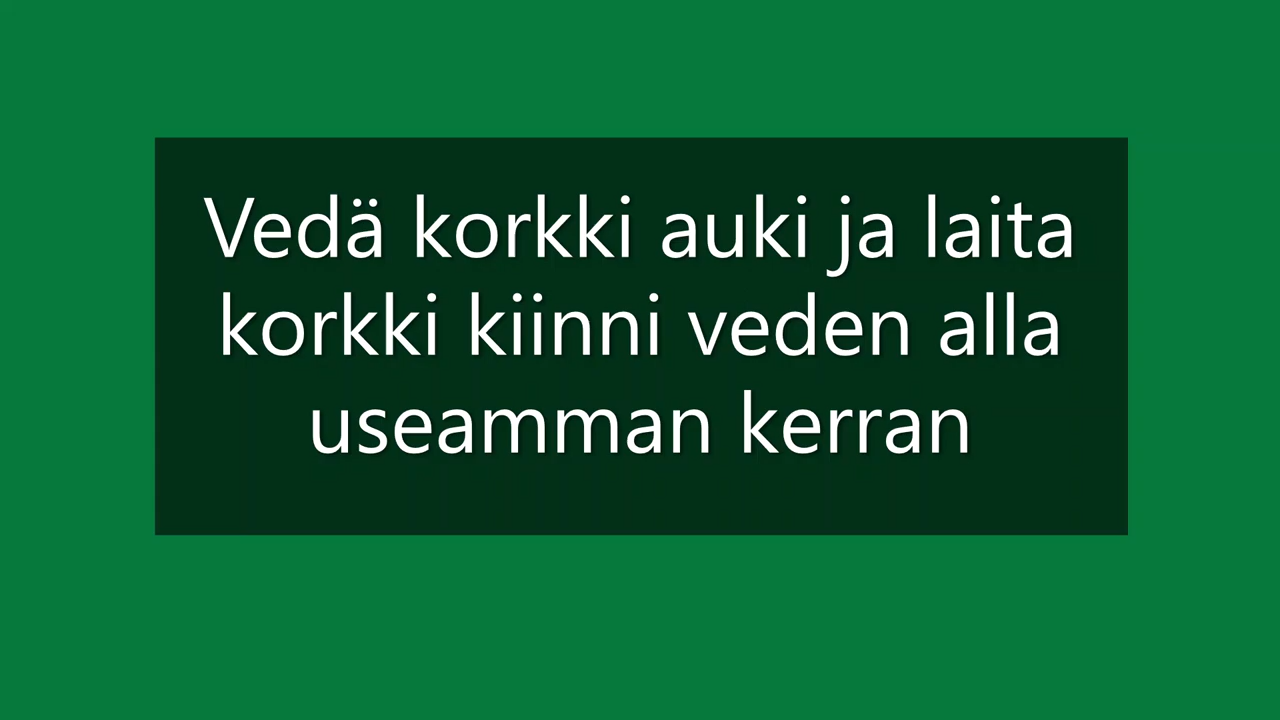 Vedä korkki auki ja laita
korkki kiinni veden alla
useamman kerran